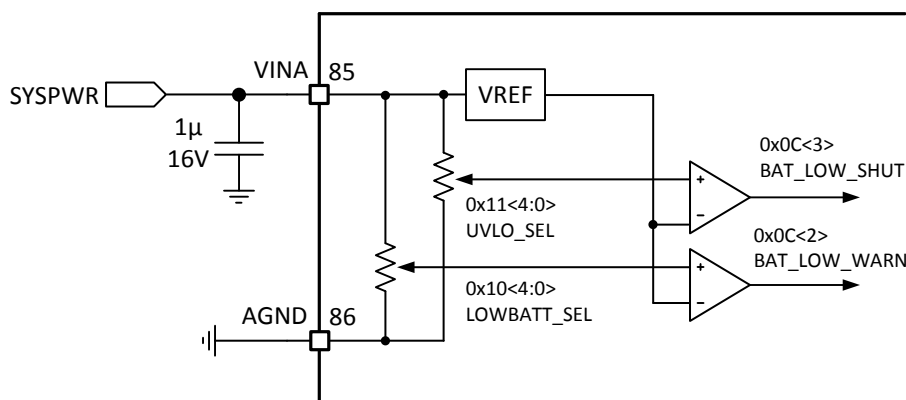 VINA
85
SYSPWR
VREF
1µ
16V
0x0C<3>
BAT_LOW_SHUT
+
−
0x11<4:0>
UVLO_SEL
0x0C<2>
BAT_LOW_WARN
+
−
0x10<4:0>
LOWBATT_SEL
AGND
86